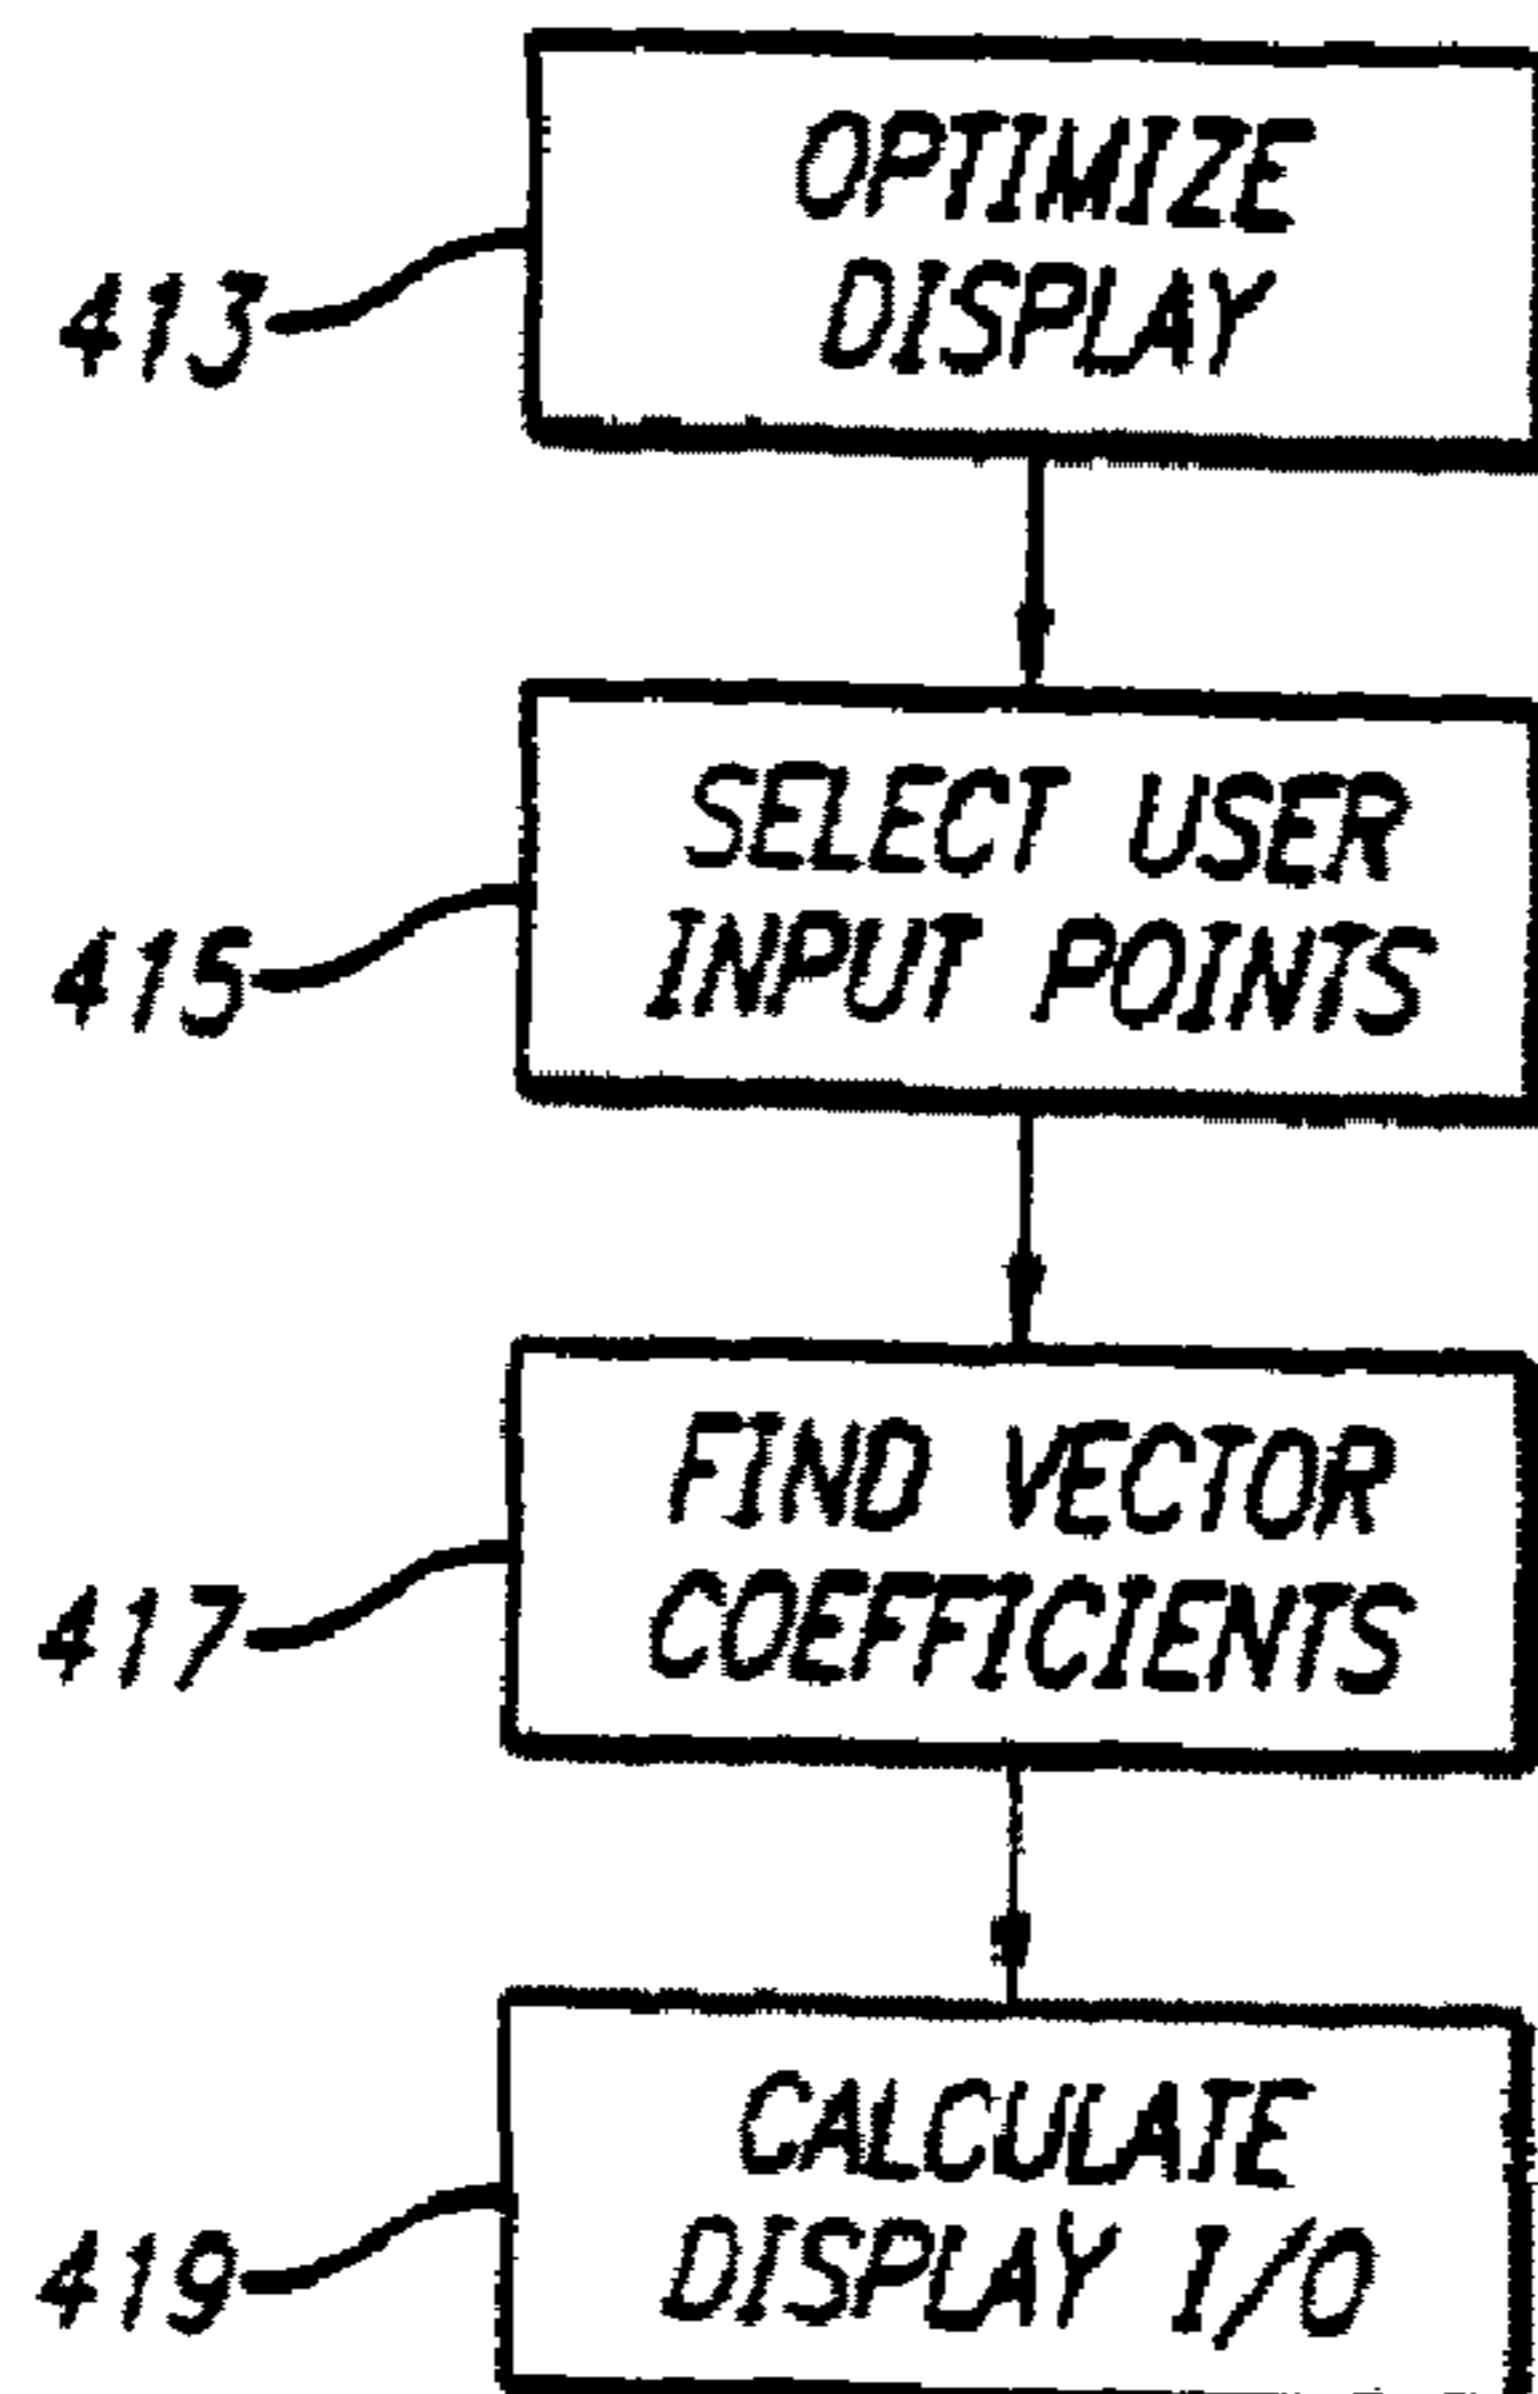 OPTIMIZE
DISPLAY
413
SELECT USER
INPUT POINTS
415
FIND VECTOR
COEFFICIENTS
417
CALCULATE
DISPLAY I/O
419